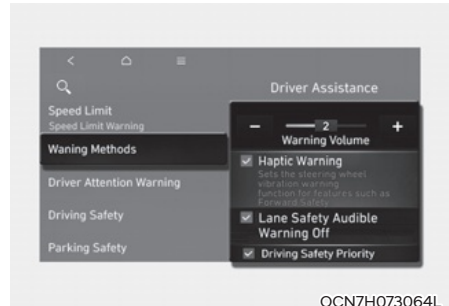 Driver Assistance
Speed Limit
Speed Limit Warning
Waning Methods
Driver Attention Warning
Driving Safety
Parking Safety
- 2 +
Warning Volume
Haptic Warning
Sets the steering wheel
vibration warning
function for features such as
Forward Safety
Lane Safety Audible
Warning Off
Driving Safety Priority
OCN7H073064L